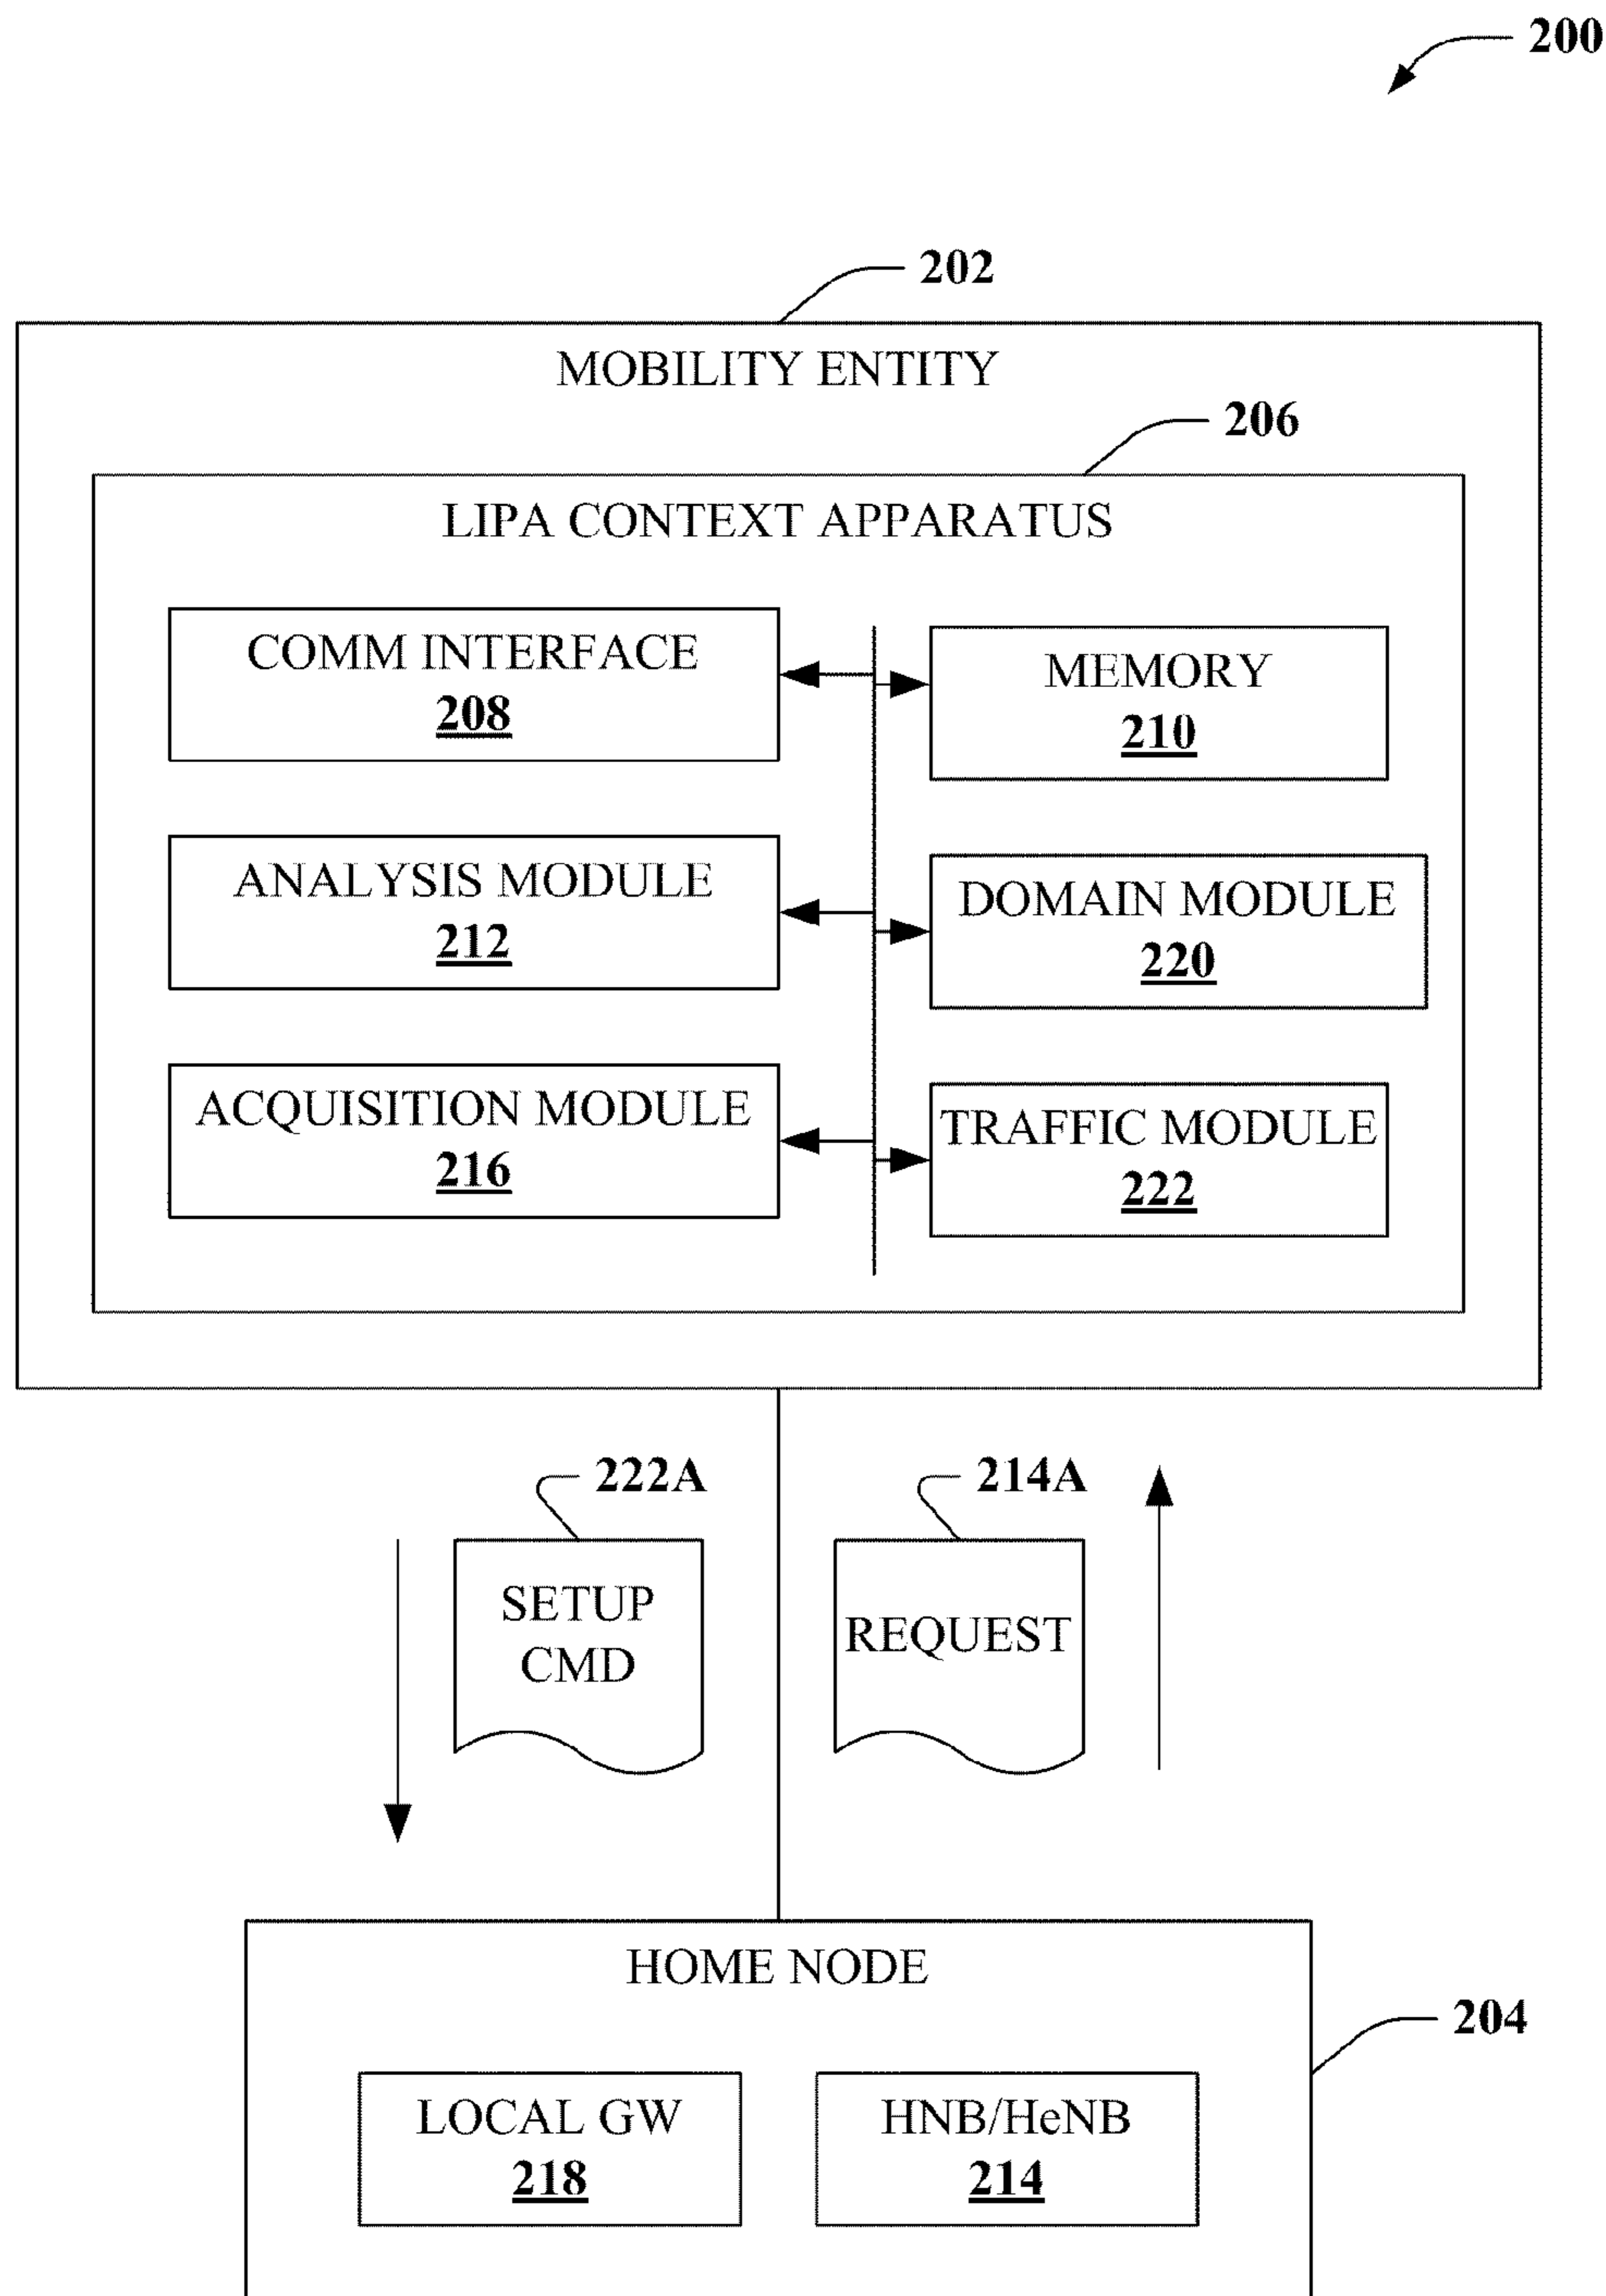 200
202
MOBILITY ENTITY
206
LIPA CONTEXT APPARATUS
COMM INTERFACE
208
MEMORY
210
ANALYSIS MODULE
212
DOMAIN MODULE
220
ACQUISITION MODULE
216
TRAFFIC MODULE
222
222A
214A
SETUP
CMD
REQUEST
HOME NODE
204
LOCAL GW
218
HNB/HeNB
214